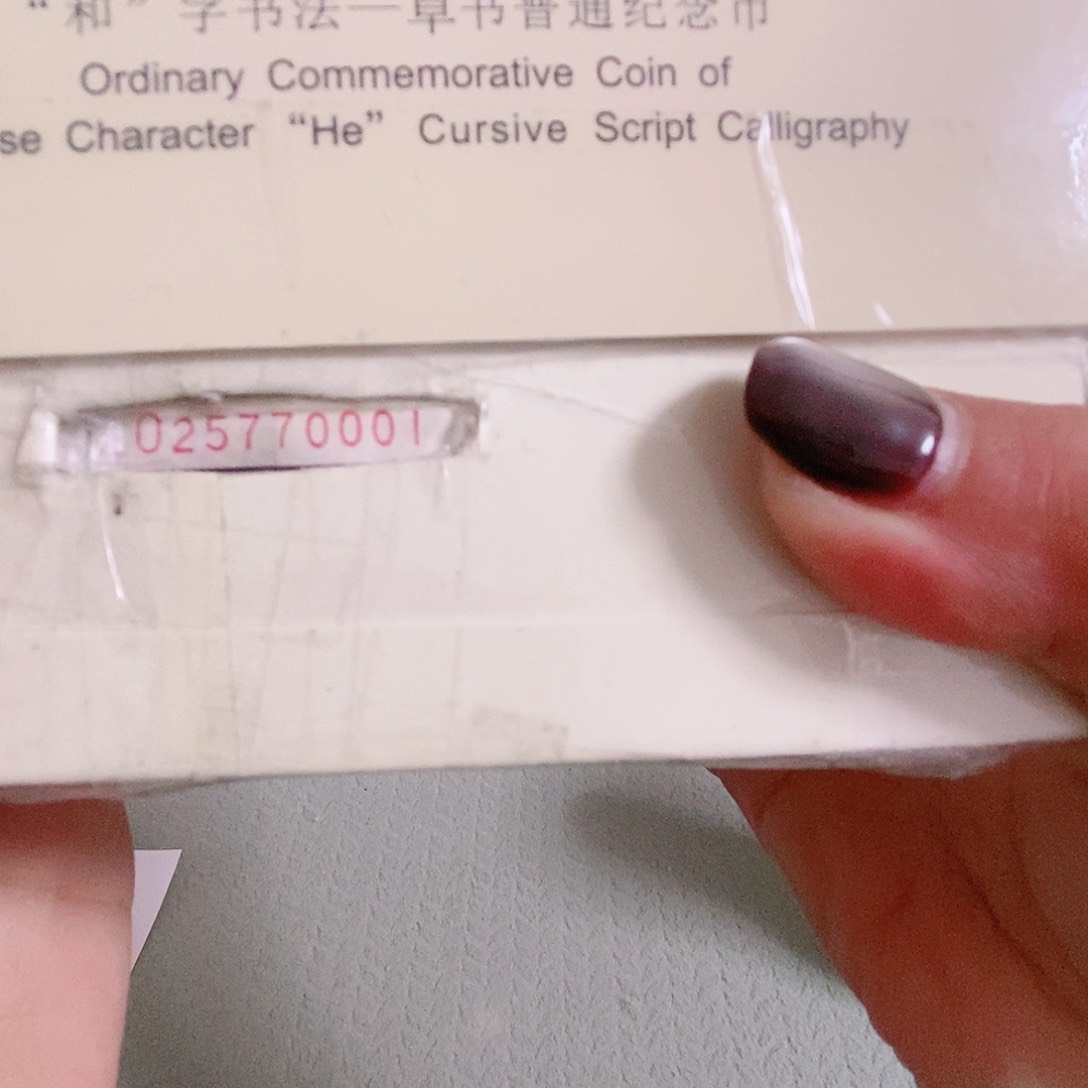 “和”字书法—草书普通纪念币
Ordinary Commemorative Coin of
se Character “He” Cursive Script Calligraphy
025770001